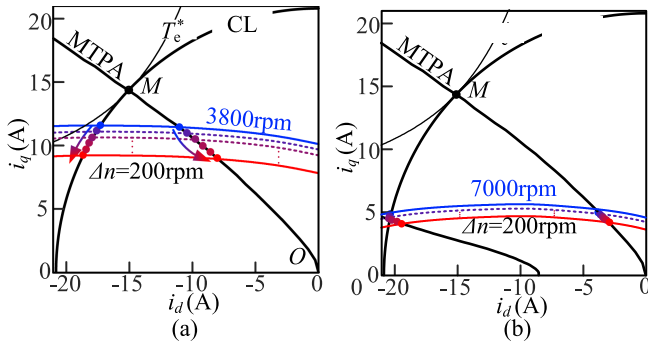 20
15
10
5
0
-20
-15
-10
-5
0
i_q (A)
i_d (A)
MTPA
T_e^*
CL
M
3800rpm
Δn=200rpm
O
(a)
20
15
10
5
0
-20
-15
-10
-5
0
i_q (A)
i_d (A)
MTPA
M
7000rpm
Δn=200rpm
(b)